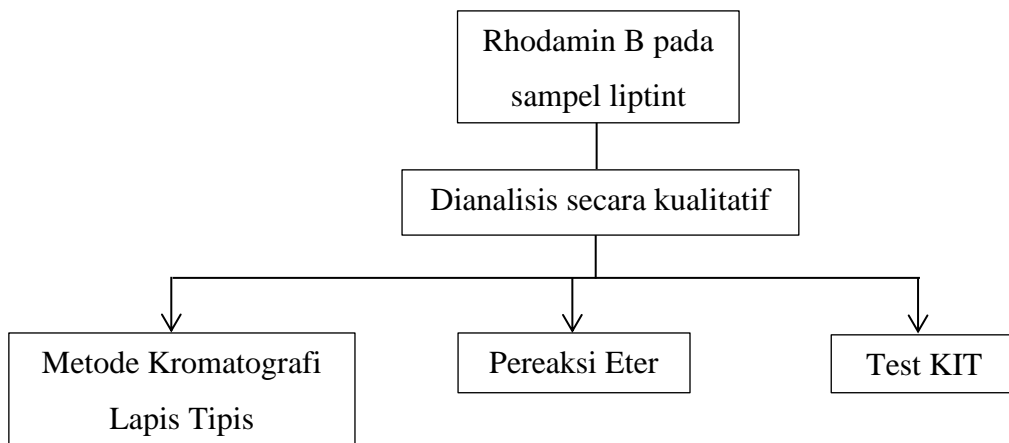 Rhodamin B pada
sampel liptint
Dianalisis secara kualitatif
Metode Kromatografi
Lapis Tipis
Pereaksi Eter
Test KIT